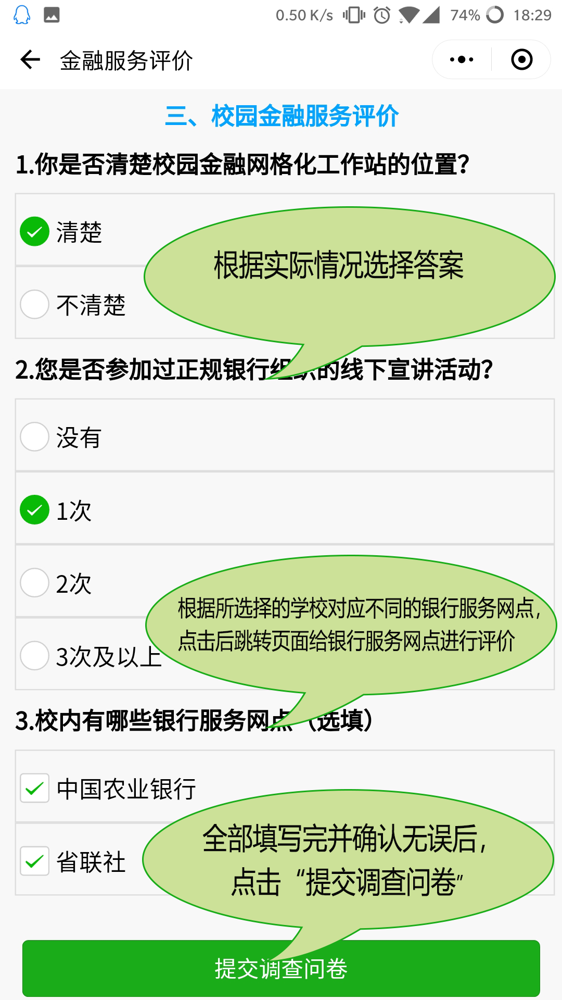 0.50 K/s 74% 18:29
金融服务评价
三、校园金融服务评价
1.你是否清楚校园金融网格化工作站的位置?
清楚
根据实际情况选择答案
不清楚
2.您是否参加过正规银行组织的线下宣讲活动?
没有
1次
2次
根据所选择的学校对应不同的银行服务网点,
点击后跳转页面给银行服务网点进行评价
3次及以上
3.校内有哪些银行服务网点（选填）
中国农业银行
全部填写完并确认无误后,
点击“提交调查问卷”
省联社
提交调查问卷